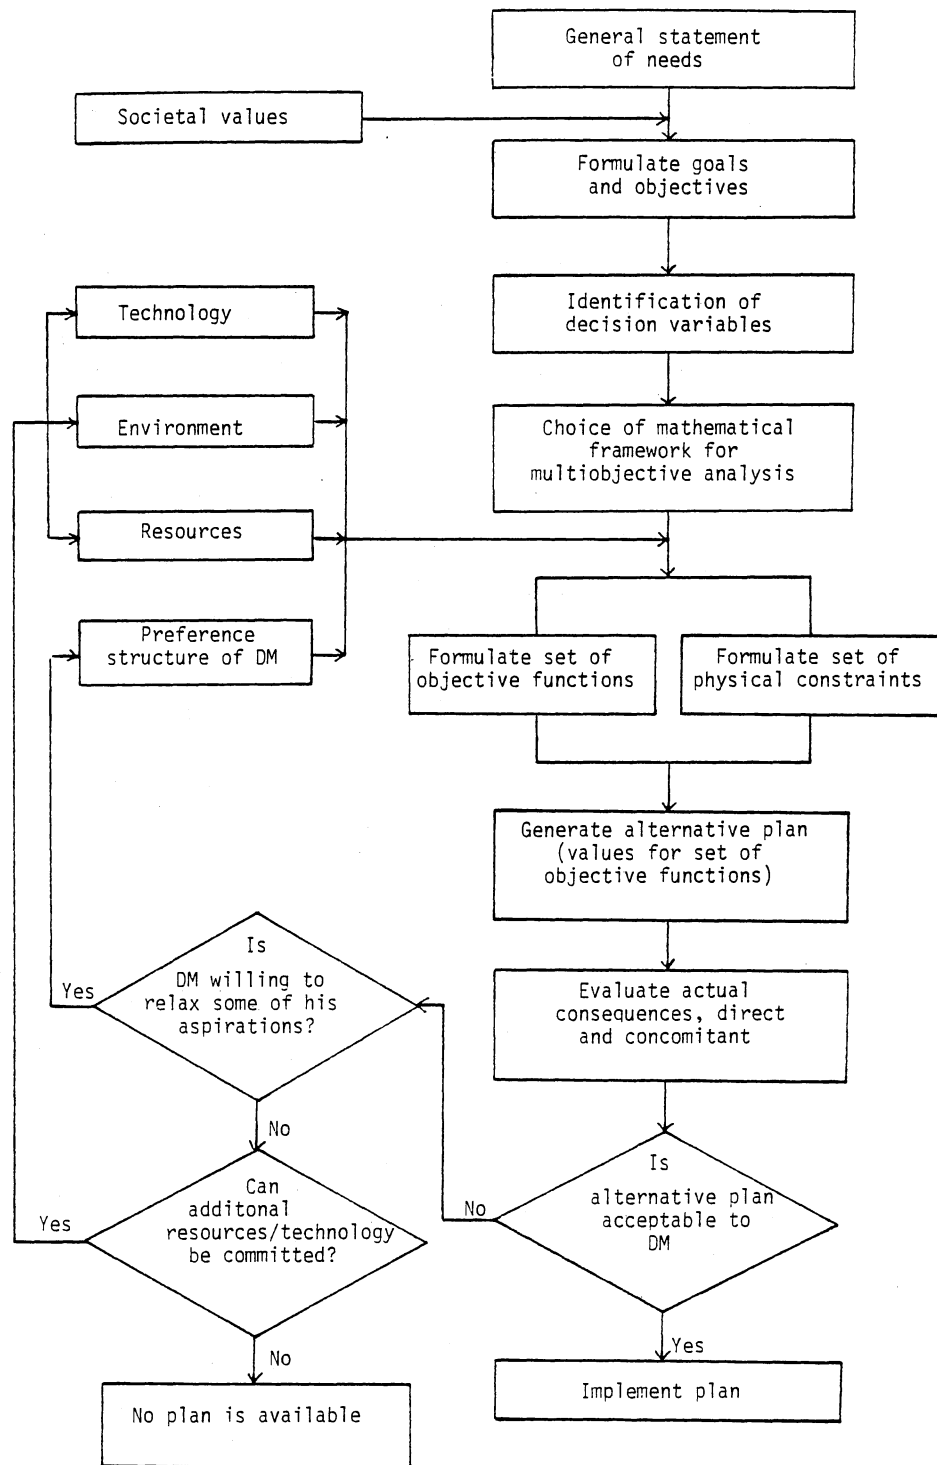 General statement
of needs
Societal values
Formulate goals
and objectives
Technology
Identification of
decision variables
Environment
Choice of mathematical
framework for
multiobjective analysis
Resources
Preference
structure of DM
Formulate set of
objective functions
Formulate set of
physical constraints
Generate alternative plan
(values for set of
objective functions)
Is
DM willing to
relax some of his
aspirations?
Yes
No
Evaluate actual
consequences, direct
and concomitant
Is
alternative plan
acceptable to
DM
No
Yes
Can
additonal
resources/technology
be committed?
Yes
No
Implement plan
No plan is available